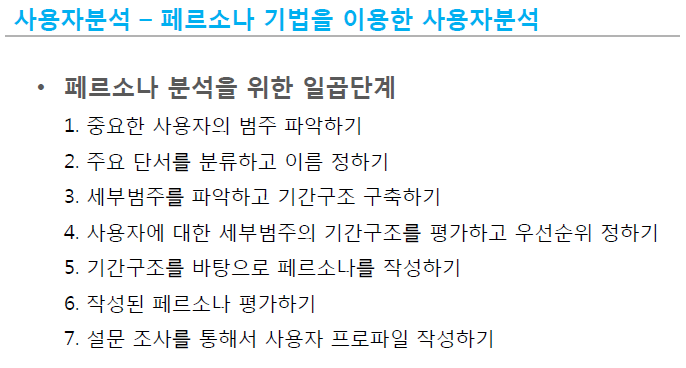 사용자분석 – 페르소나 기법을 이용한 사용자분석
• 페르소나 분석을 위한 일곱단계
1. 중요한 사용자의 범주 파악하기
2. 주요 단서를 분류하고 이름 정하기
3. 세부범주를 파악하고 기간구조 구축하기
4. 사용자에 대한 세부범주의 기간구조를 평가하고 우선순위 정하기
5. 기간구조를 바탕으로 페르소나를 작성하기
6. 작성된 페르소나 평가하기
7. 설문 조사를 통해서 사용자 프로파일 작성하기